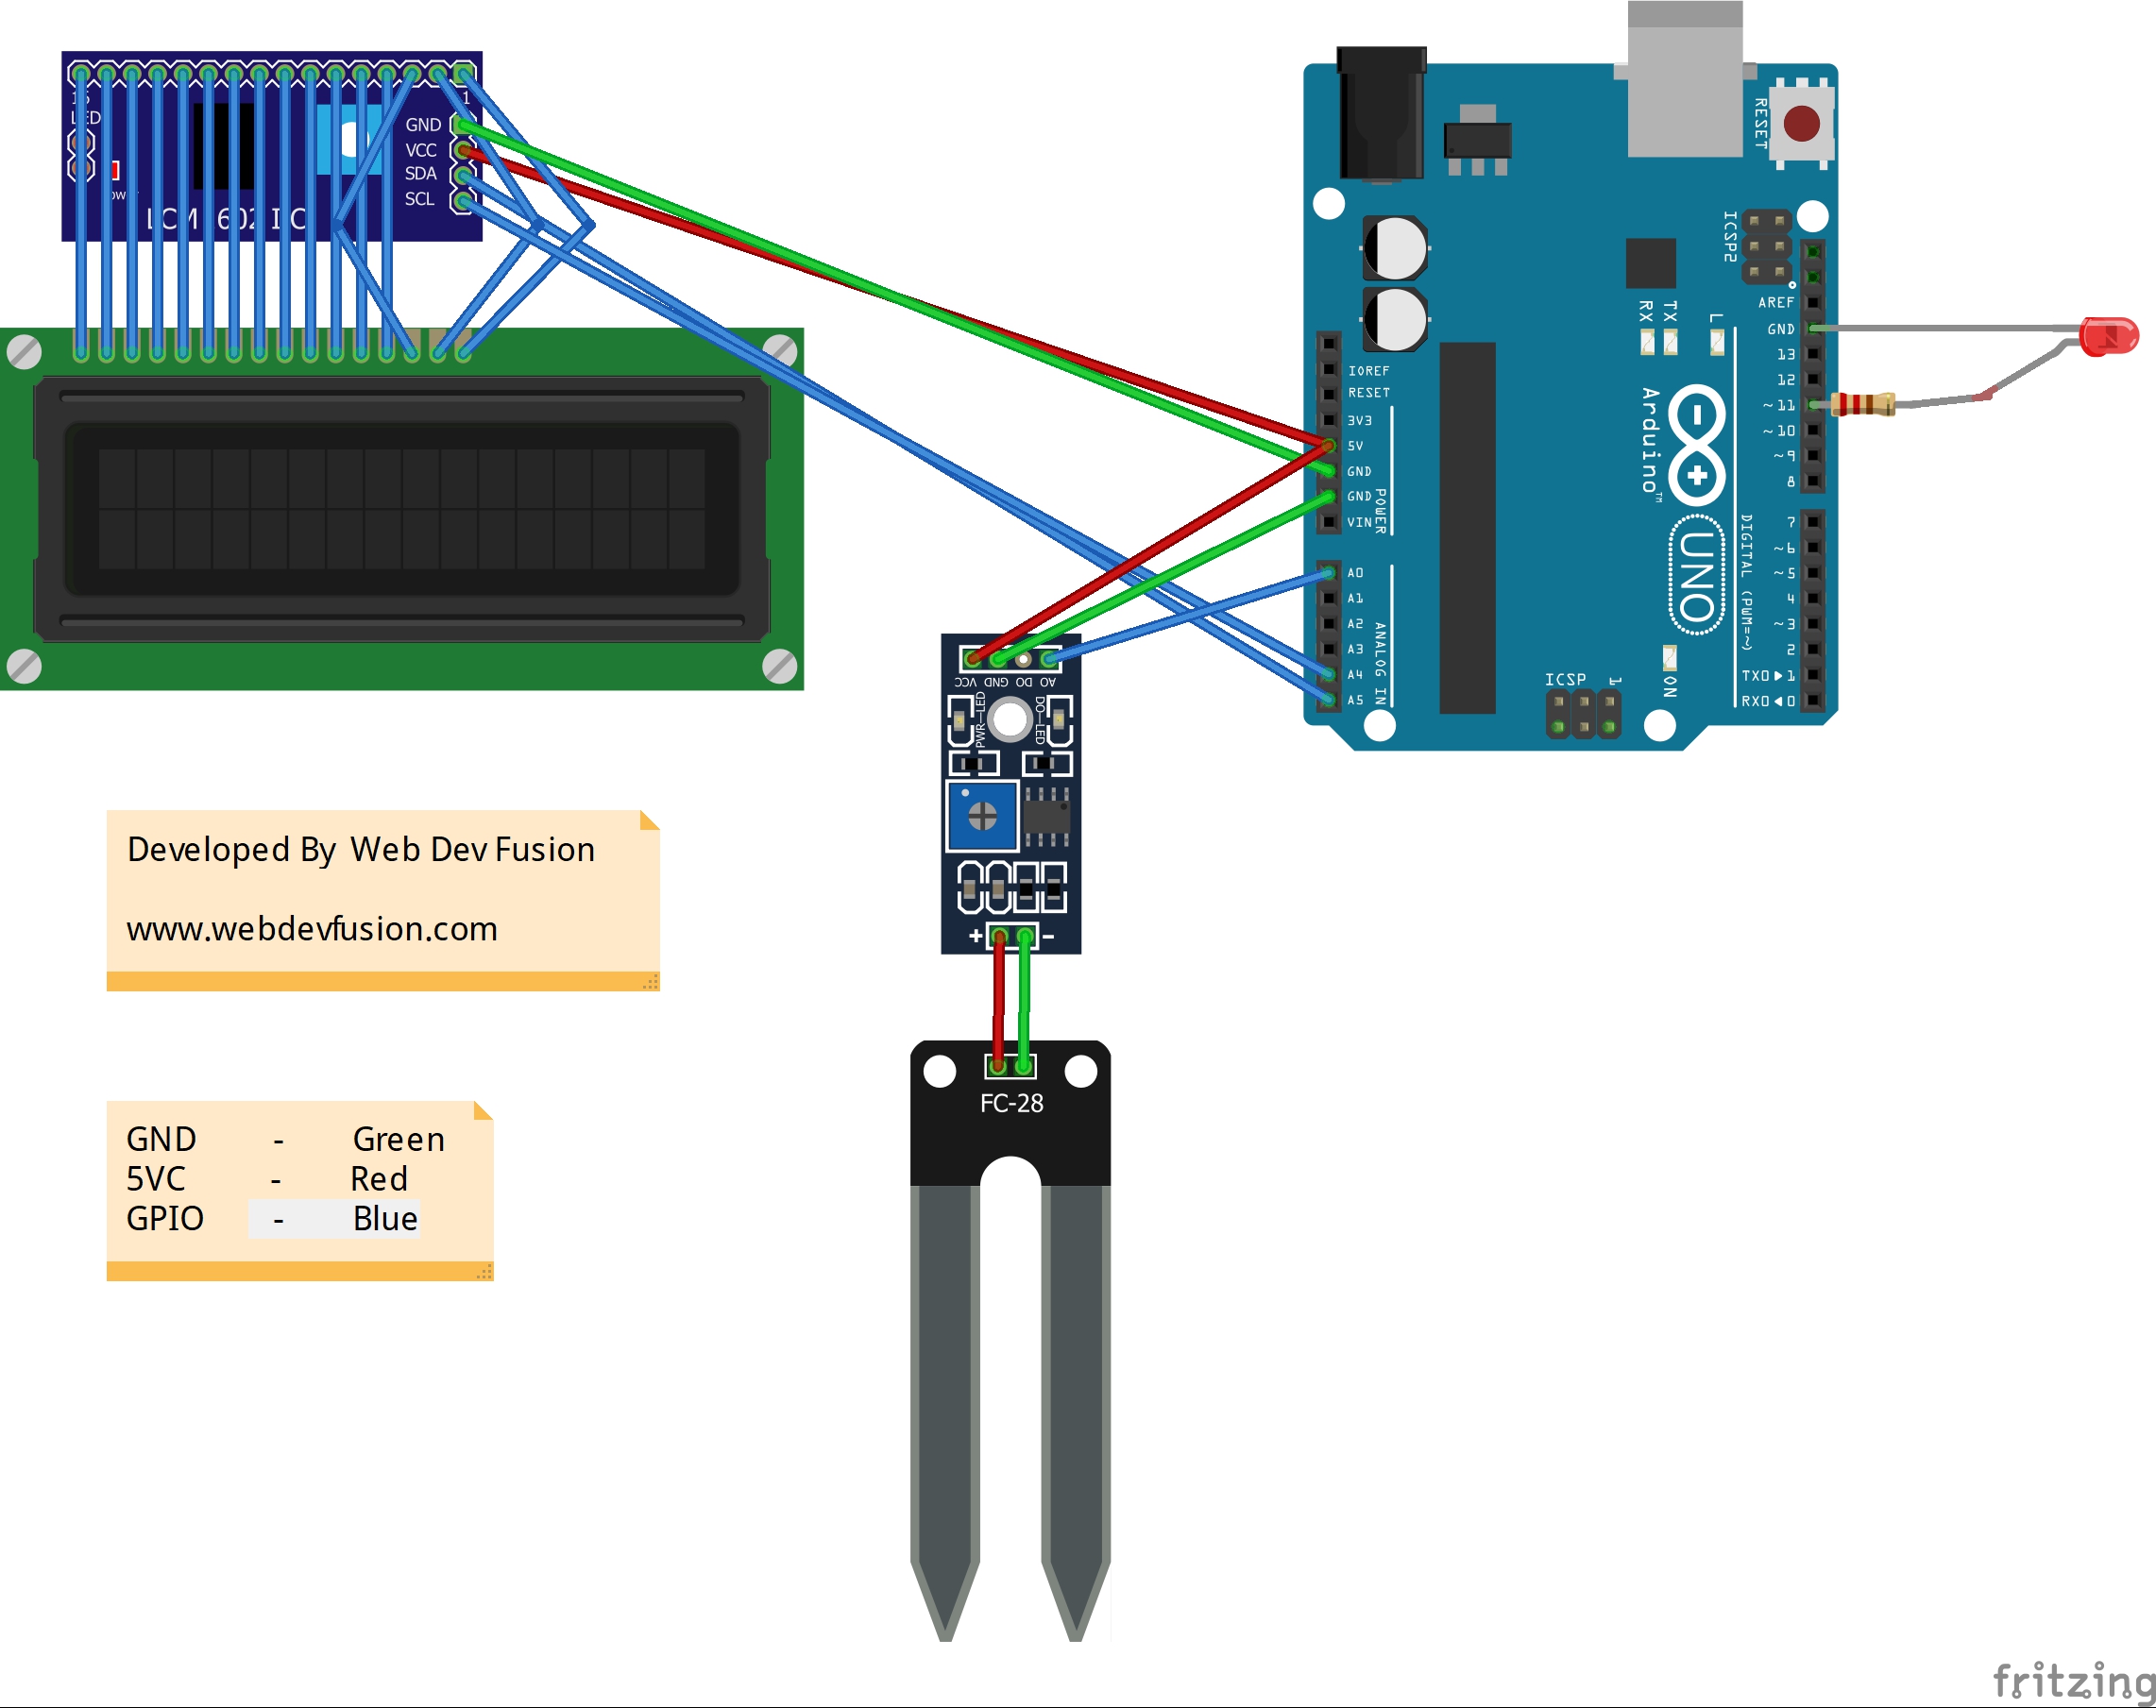 1
LED
GND
VCC
SDA
SCL
RESET
ICSP2
AREF
GND
13
12
~11
~10
~9
8
7
~6
~5
4
~3
2
TX0▶1
RX0◀0
RX
TX
L
IOREF
RESET
3V3
5V
GND
GND
VIN
POWER
A0
A1
A2
A3
A4
A5
ANALOG IN
Arduino™
UNO
DIGITAL (PWM=~)
ON
ICSP
1
VCC
GND
DO
AO
PWR-LED
DO-LED
+
-
FC-28
Developed By Web Dev Fusion
www.webdevfusion.com
GND - Green
5VC - Red
GPIO - Blue
fritzing